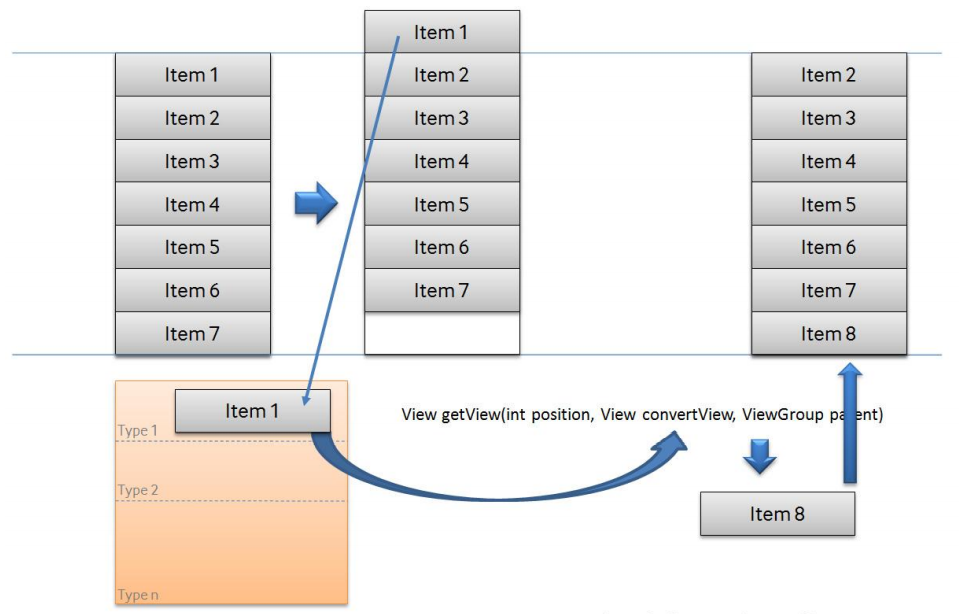 Item 1
Item 2
Item 3
Item 4
Item 5
Item 6
Item 7
Item 1
Item 2
Item 3
Item 4
Item 5
Item 6
Item 7
Item 2
Item 3
Item 4
Item 5
Item 6
Item 7
Item 8
Item 1
Type 1
Type 2
Type n
View getView(int position, View convertView, ViewGroup parent)
Item 8